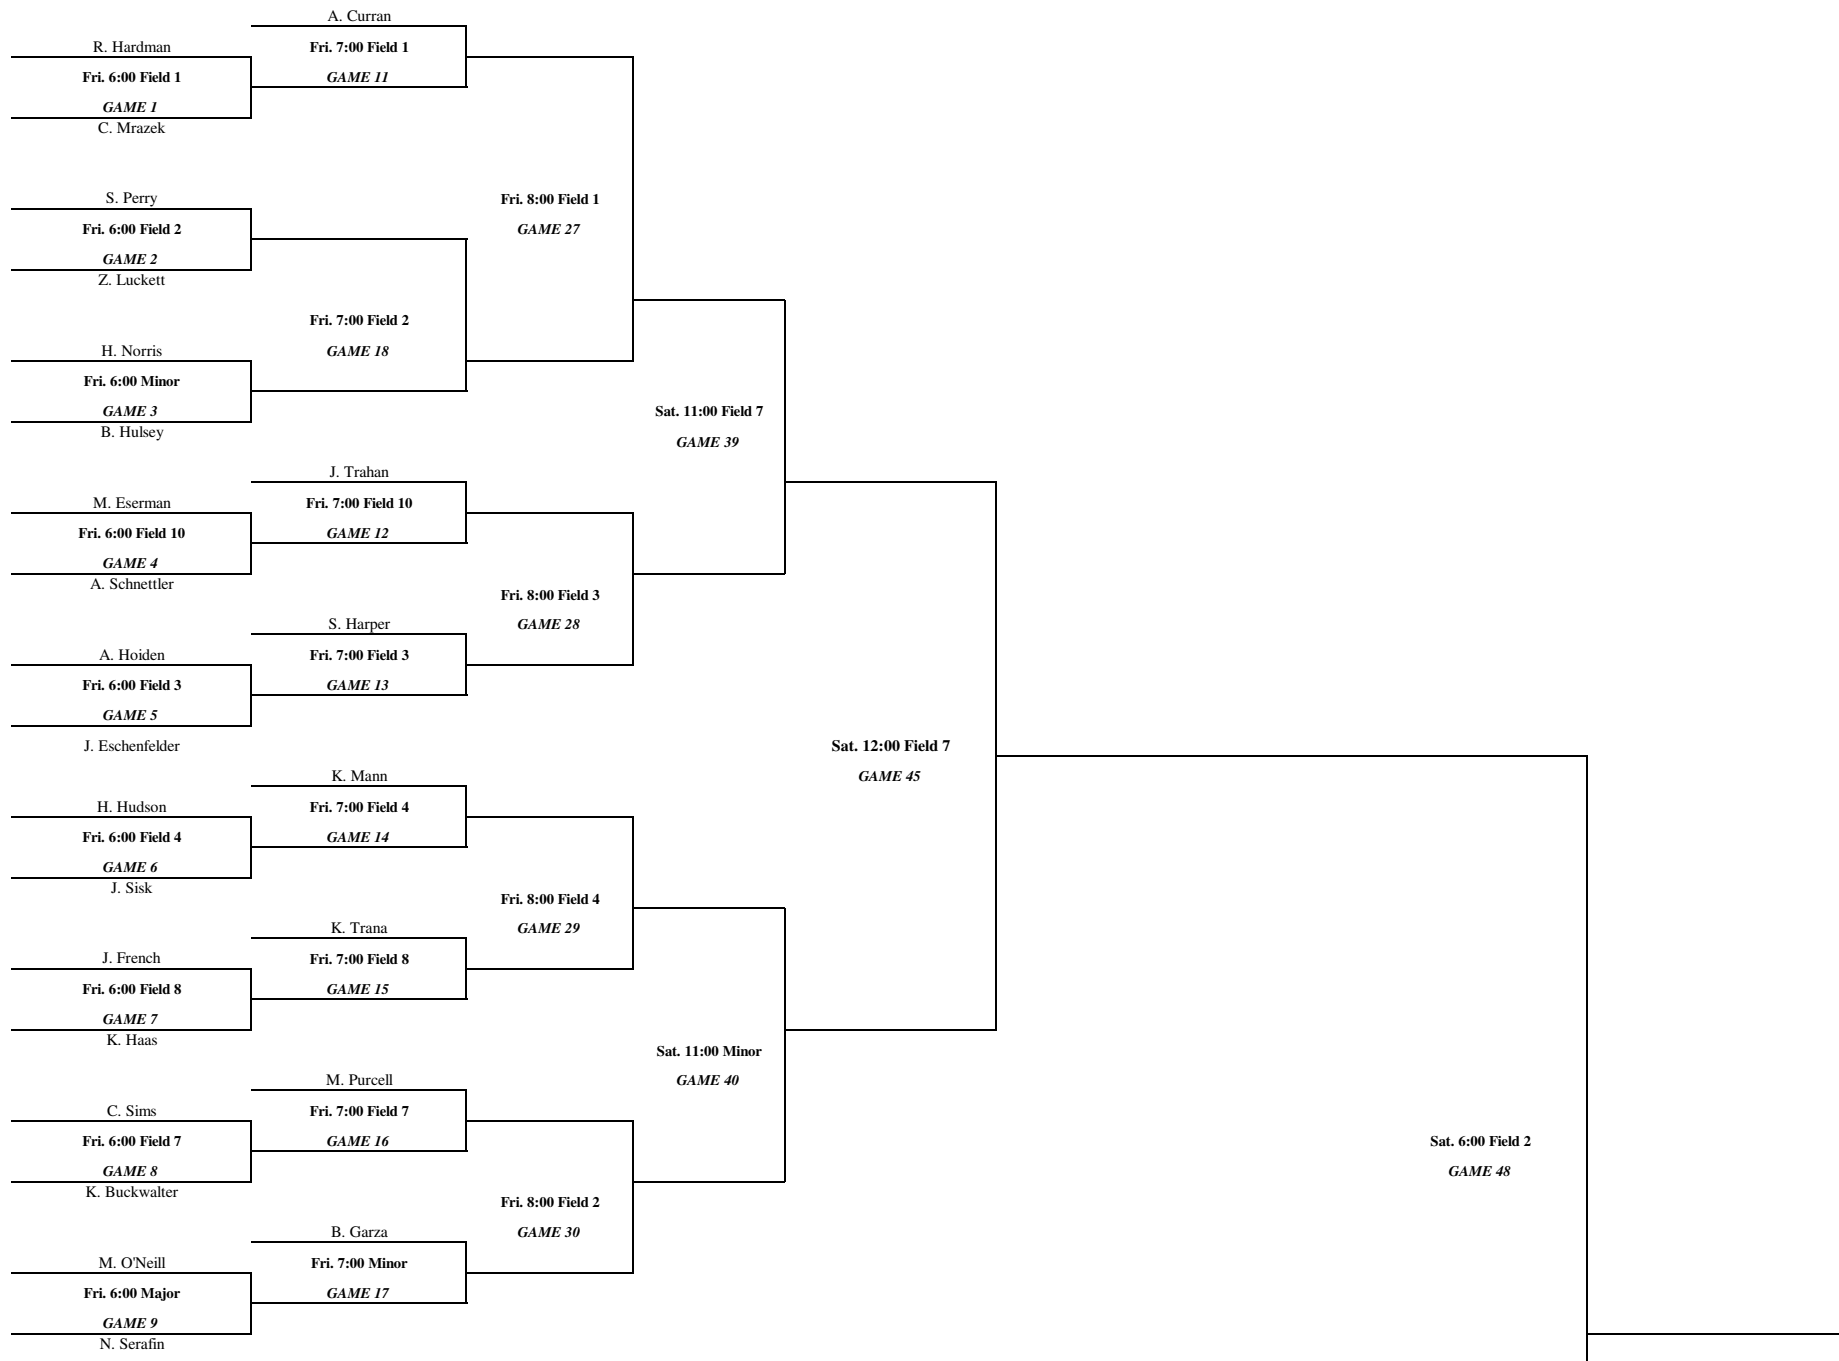 A. Curran
R. Hardman
Fri. 7:00 Field 1
Fri. 6:00 Field 1
GAME 11
GAME 1
C. Mrazek
S. Perry
Fri. 8:00 Field 1
Fri. 6:00 Field 2
GAME 27
GAME 2
Z. Luckett
Fri. 7:00 Field 2
H. Norris
GAME 18
Fri. 6:00 Minor
GAME 3
Sat. 11:00 Field 7
B. Hulsey
GAME 39
J. Trahan
M. Eserman
Fri. 7:00 Field 10
Fri. 6:00 Field 10
GAME 12
GAME 4
A. Schnettler
Fri. 8:00 Field 3
S. Harper
GAME 28
A. Hoiden
Fri. 7:00 Field 3
Fri. 6:00 Field 3
GAME 13
GAME 5
J. Eschenfelder
Sat. 12:00 Field 7
K. Mann
GAME 45
H. Hudson
Fri. 7:00 Field 4
Fri. 6:00 Field 4
GAME 14
GAME 6
J. Sisk
Fri. 8:00 Field 4
K. Trana
GAME 29
J. French
Fri. 7:00 Field 8
Fri. 6:00 Field 8
GAME 15
GAME 7
K. Haas
Sat. 11:00 Minor
M. Purcell
GAME 40
C. Sims
Fri. 7:00 Field 7
Fri. 6:00 Field 7
GAME 16
Sat. 6:00 Field 2
GAME 8
GAME 48
K. Buckwalter
Fri. 8:00 Field 2
B. Garza
GAME 30
M. O'Neill
Fri. 7:00 Minor
Fri. 6:00 Major
GAME 17
GAME 9
N. Serafin